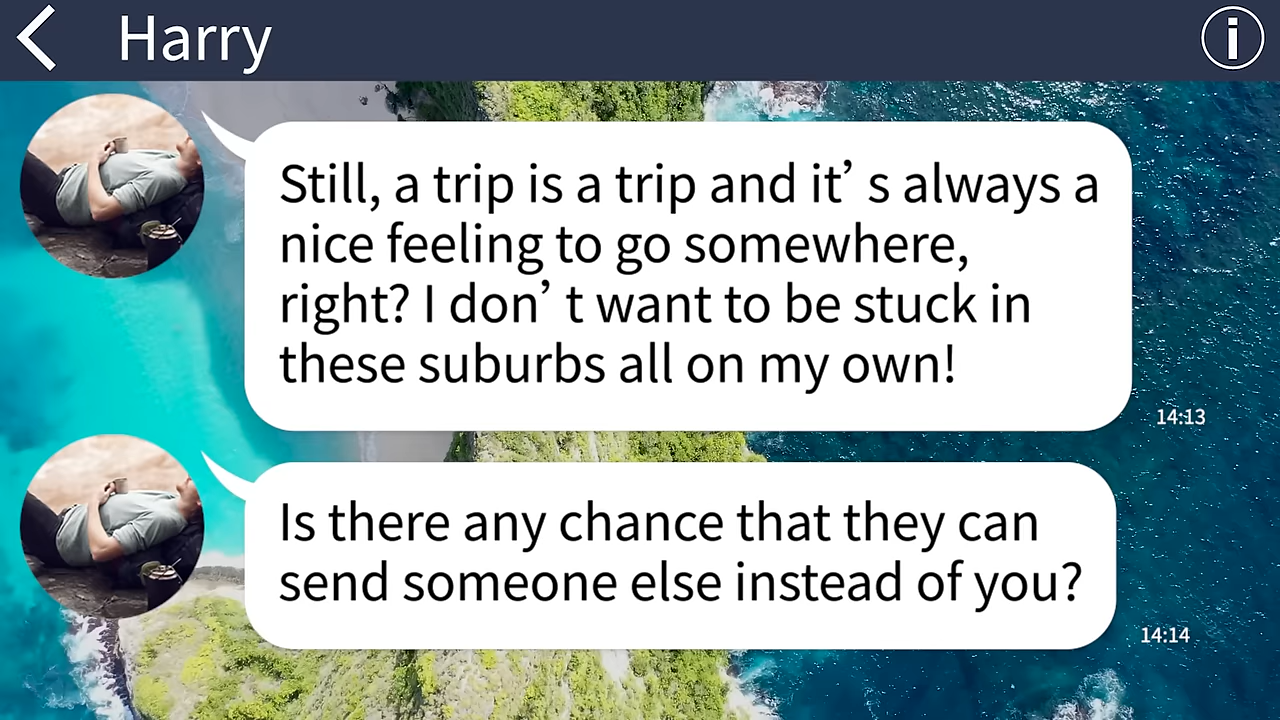 Harry
Still, a trip is a trip and it’s always a
nice feeling to go somewhere,
right? I don’t want to be stuck in
these suburbs all on my own!
14:13
Is there any chance that they can
send someone else instead of you?
14:14